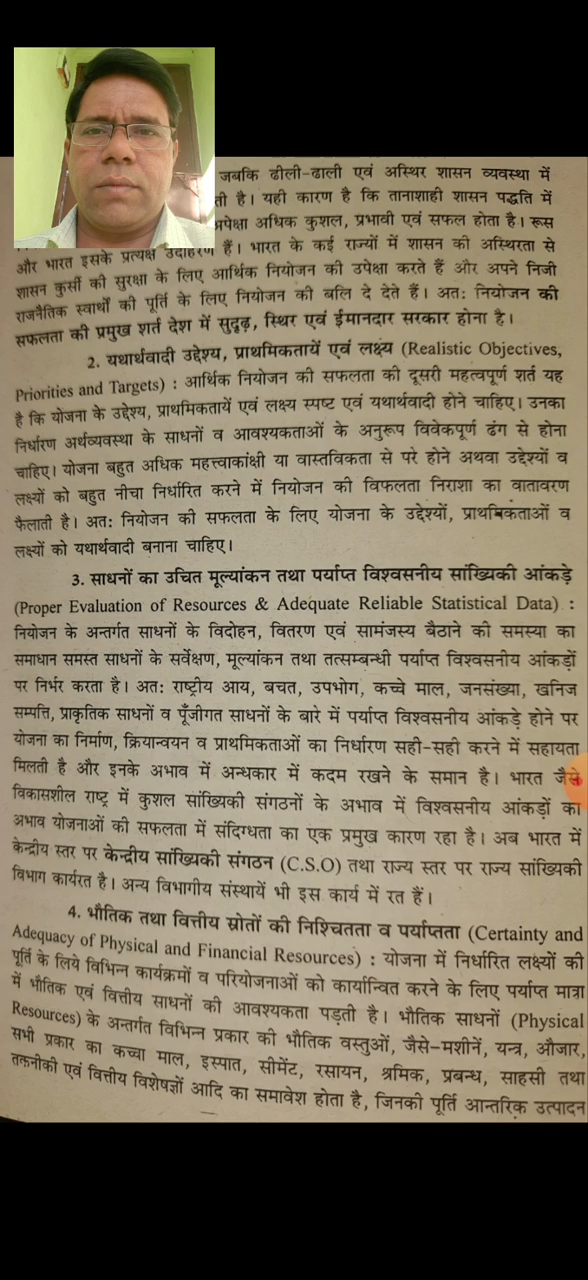 जबकि ढीली-ढाली एवं अस्थिर शासन व्यवस्था में
ती है। यही कारण है कि तानाशाही शासन पद्धति में
अपेक्षा अधिक कुशल, प्रभावी एवं सफल होता है। रूस
और भारत इसके प्रत्यक्ष उदाहरण हैं। भारत के कई राज्यों में शासन की अस्थिरता से
शासन कुर्सी की सुरक्षा के लिए आर्थिक नियोजन की उपेक्षा करते हैं और अपने निजी
राजनैतिक स्वार्थों की पूर्ति के लिए नियोजन की बलि दे देते हैं। अतः नियोजन की
सफलता की प्रमुख शर्त देश में सुदृढ़, स्थिर एवं ईमानदार सरकार होना है।
2. यथार्थवादी उद्देश्य, प्राथमिकतायें एवं लक्ष्य (Realistic Objectives,
Priorities and Targets) : आर्थिक नियोजन की सफलता की दूसरी महत्वपूर्ण शर्त यह
है कि योजना के उद्देश्य, प्राथमिकतायें एवं लक्ष्य स्पष्ट एवं यथार्थवादी होने चाहिए। उनका
निर्धारण अर्थव्यवस्था के साधनों व आवश्यकताओं के अनुरूप विवेकपूर्ण ढंग से होना
चाहिए। योजना बहुत अधिक महत्त्वाकांक्षी या वास्तविकता से परे होने अथवा उद्देश्यों व
लक्ष्यों को बहुत नीचा निर्धारित करने में नियोजन की विफलता निराशा का वातावरण
फैलाती है। अतः नियोजन की सफलता के लिए योजना के उद्देश्यों, प्राथमिकताओं व
लक्ष्यों को यथार्थवादी बनाना चाहिए।
3. साधनों का उचित मूल्यांकन तथा पर्याप्त विश्वसनीय सांख्यिकी आंकड़े
(Proper Evaluation of Resources & Adequate Reliable Statistical Data) :
नियोजन के अन्तर्गत साधनों के विदोहन, वितरण एवं सामंजस्य बैठाने की समस्या का
समाधान समस्त साधनों के सर्वेक्षण, मूल्यांकन तथा तत्सम्बन्धी पर्याप्त विश्वसनीय आंकड़ों
पर निर्भर करता है। अतः राष्ट्रीय आय, बचत, उपभोग, कच्चे माल, जनसंख्या, खनिज
सम्पत्ति, प्राकृतिक साधनों व पूँजीगत साधनों के बारे में पर्याप्त विश्वसनीय आंकड़े होने पर
योजना का निर्माण, क्रियान्वयन व प्राथमिकताओं का निर्धारण सही-सही करने में सहायता
मिलती है और इनके अभाव में अन्धकार में कदम रखने के समान है। भारत जैसे
विकासशील राष्ट्र में कुशल सांख्यिकी संगठनों के अभाव में विश्वसनीय आंकड़ों का
अभाव योजनाओं की सफलता में संदिग्धता का एक प्रमुख कारण रहा है। अब भारत में
केन्द्रीय स्तर पर केन्द्रीय सांख्यिकी संगठन (C.S.O) तथा राज्य स्तर पर राज्य सांख्यिकी
विभाग कार्यरत है। अन्य विभागीय संस्थायें भी इस कार्य में रत हैं।
4. भौतिक तथा वित्तीय स्रोतों की निश्चितता व पर्याप्तता (Certainty and
Adequacy of Physical and Financial Resources) : योजना में निर्धारित लक्ष्यों की
पूर्ति के लिये विभिन्न कार्यक्रमों व परियोजनाओं को कार्यान्वित करने के लिए पर्याप्त मात्रा
में भौतिक एवं वित्तीय साधनों की आवश्यकता पड़ती है। भौतिक साधनों (Physical
Resources) के अन्तर्गत विभिन्न प्रकार की भौतिक वस्तुओं, जैसे-मशीनें, यन्त्र, औजार,
सभी प्रकार का कच्चा माल, इस्पात, सीमेंट, रसायन, श्रमिक, प्रबन्ध, साहसी तथा
तकनीकी एवं वित्तीय विशेषज्ञों आदि का समावेश होता है, जिनकी पूर्ति आन्तरिक उत्पादन